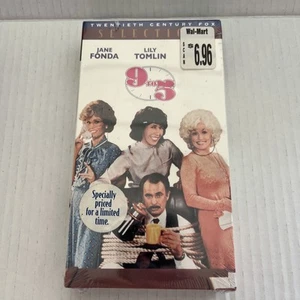 TWENTIETH CENTURY FOX
SELECTIONS
Wal-Mart
$6.96
JANE
FONDA
LILY
TOMLIN
9 TO 5
Specially
priced
for a limited
time.